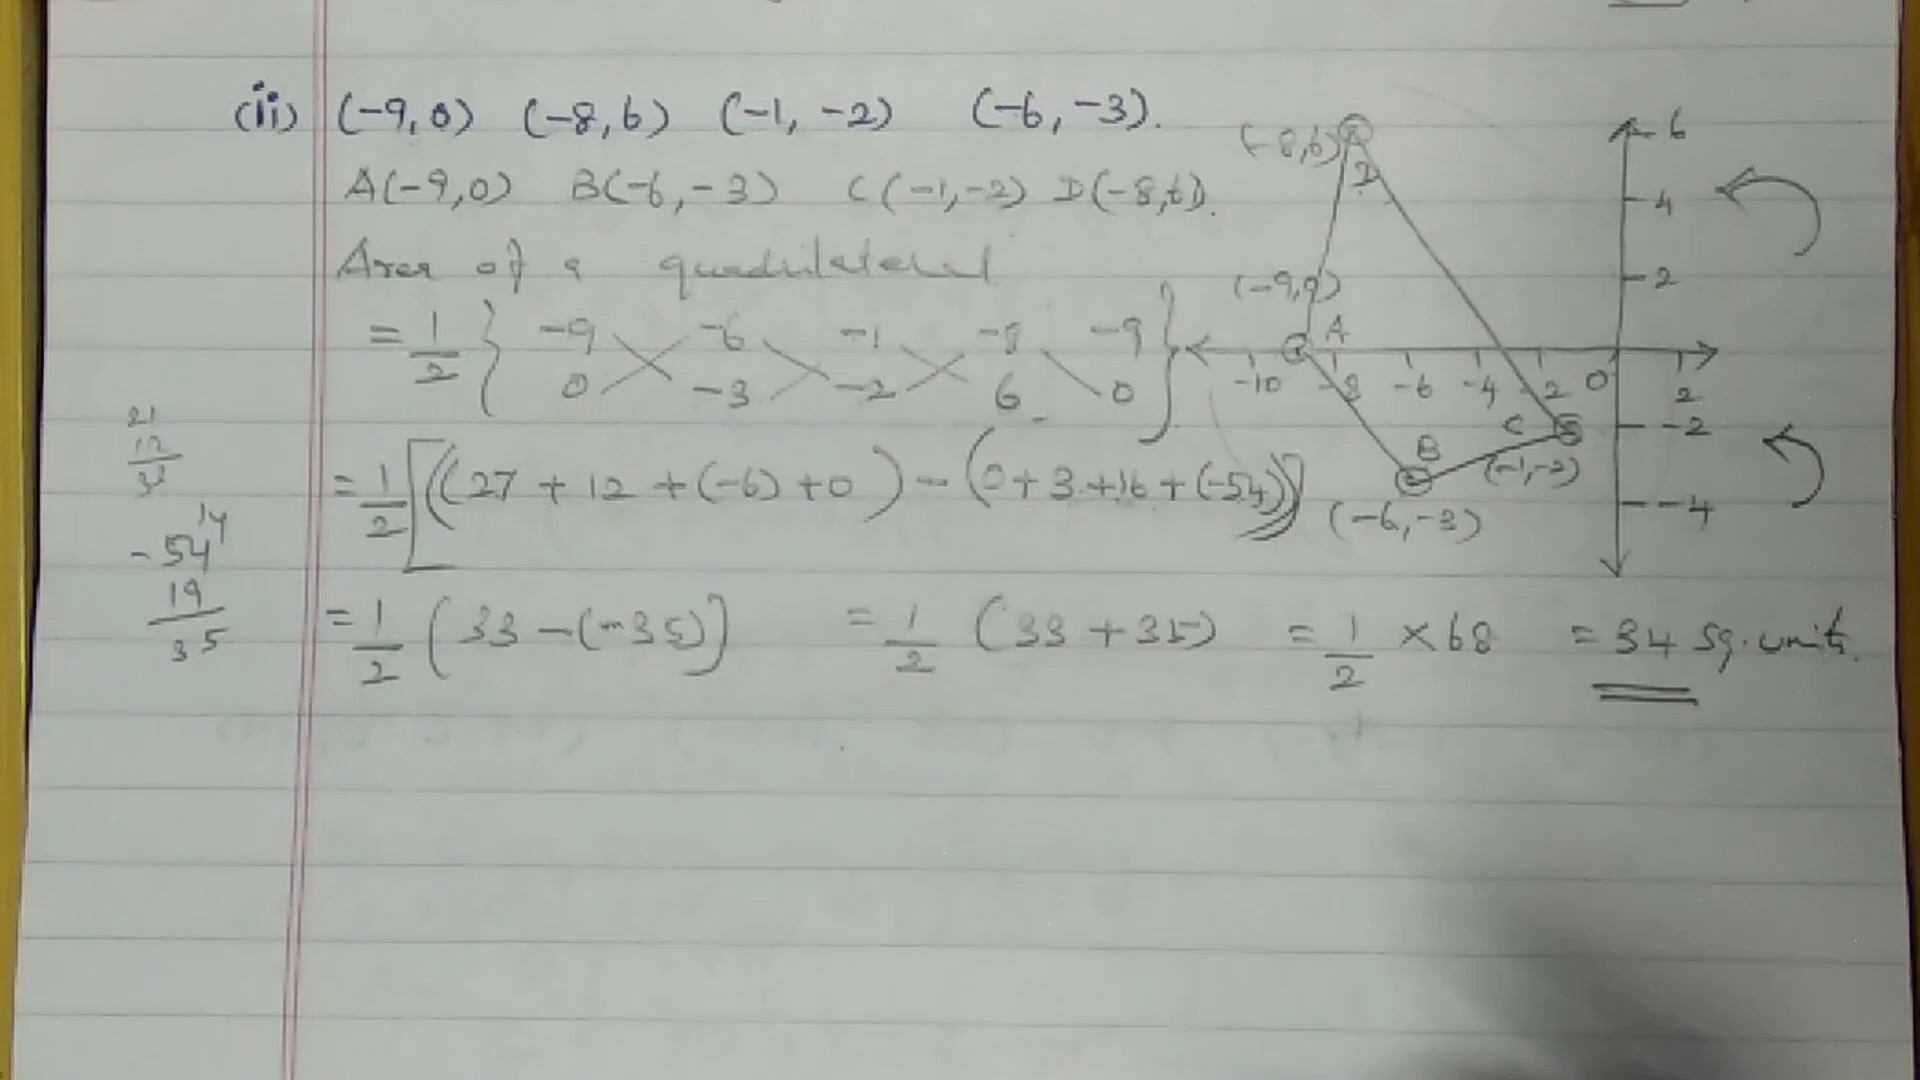 (ii) (-9,0) (-8,6) (-1, -2) (-6, -3).
A(-9,0) B(-6, -3) C(-1,-2) D(-8,6).
Area of a quadrilateral
= 1/2 { -9 -6 -1 -8 -9
0 -3 -2 6 0 }
= 1/2 [((27 + 12 + (-6) + 0) - (0 + 3 + 16 + (-54))
= 1/2 (33 - (-35)] = 1/2 (33 + 35) = 1/2 × 68 = 34 sq. units.
21
12
33
14
-54
19
35
(-8,6)
D
(-9,0)
A
B
(-6,-3)
C
(-1,-2)
6
4
2
-10 -8 -6 -4 -2 0 2
-2
-4